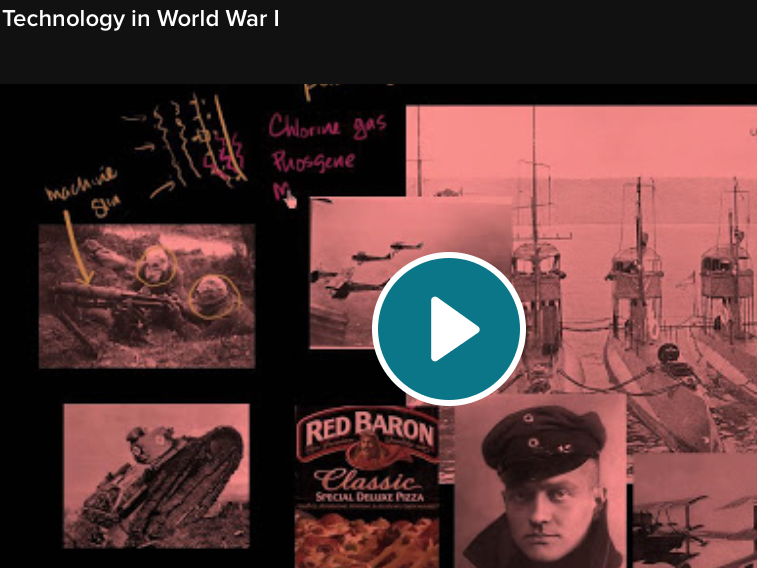 Technology in World War I
Chlorine gas
Phosgene
M
machine
gun
RED BARON
Classic
SPECIAL DELUXE PIZZA